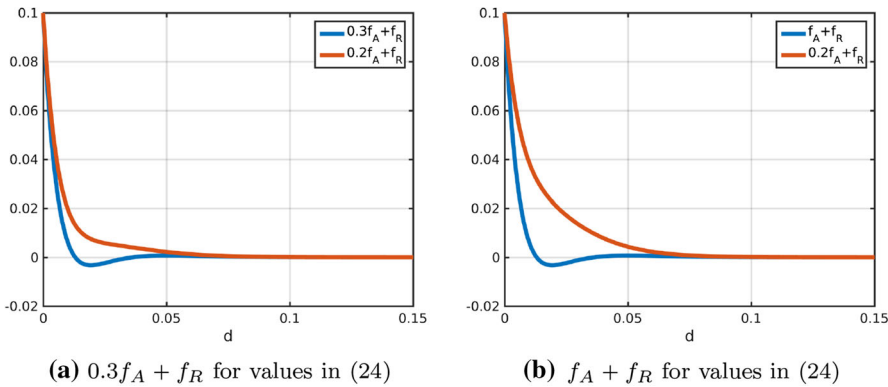 0.1
0.08
0.06
0.04
0.02
0
-0.02
0 0.05 0.1 0.15
d
0.3f_A+f_R
0.2f_A+f_R
(a) 0.3f_A + f_R for values in (24)
0.1
0.08
0.06
0.04
0.02
0
-0.02
0 0.05 0.1 0.15
d
f_A+f_R
0.2f_A+f_R
(b) f_A + f_R for values in (24)